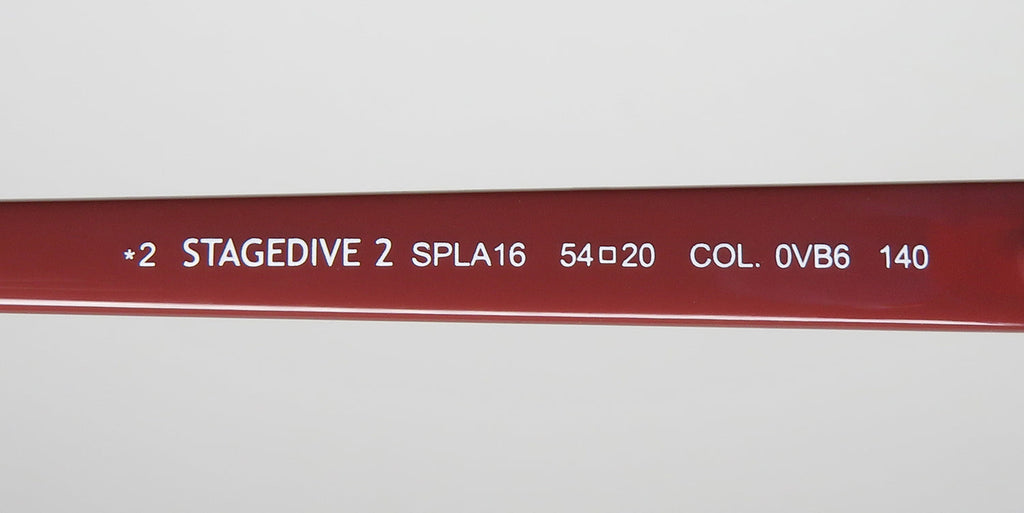 *2 STAGEDIVE 2 SPLA16 54□20 COL. 0VB6 140